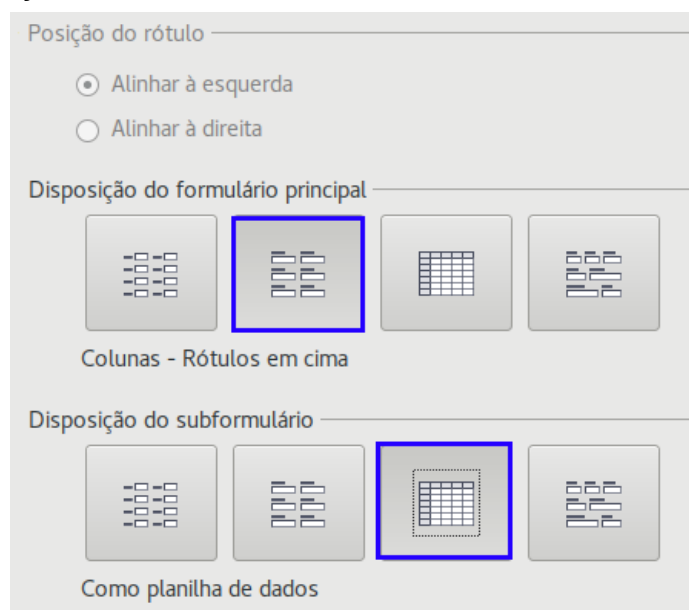 Posição do rótulo
Alinhar à esquerda
Alinhar à direita
Disposição do formulário principal
Colunas - Rótulos em cima
Disposição do subformulário
Como planilha de dados